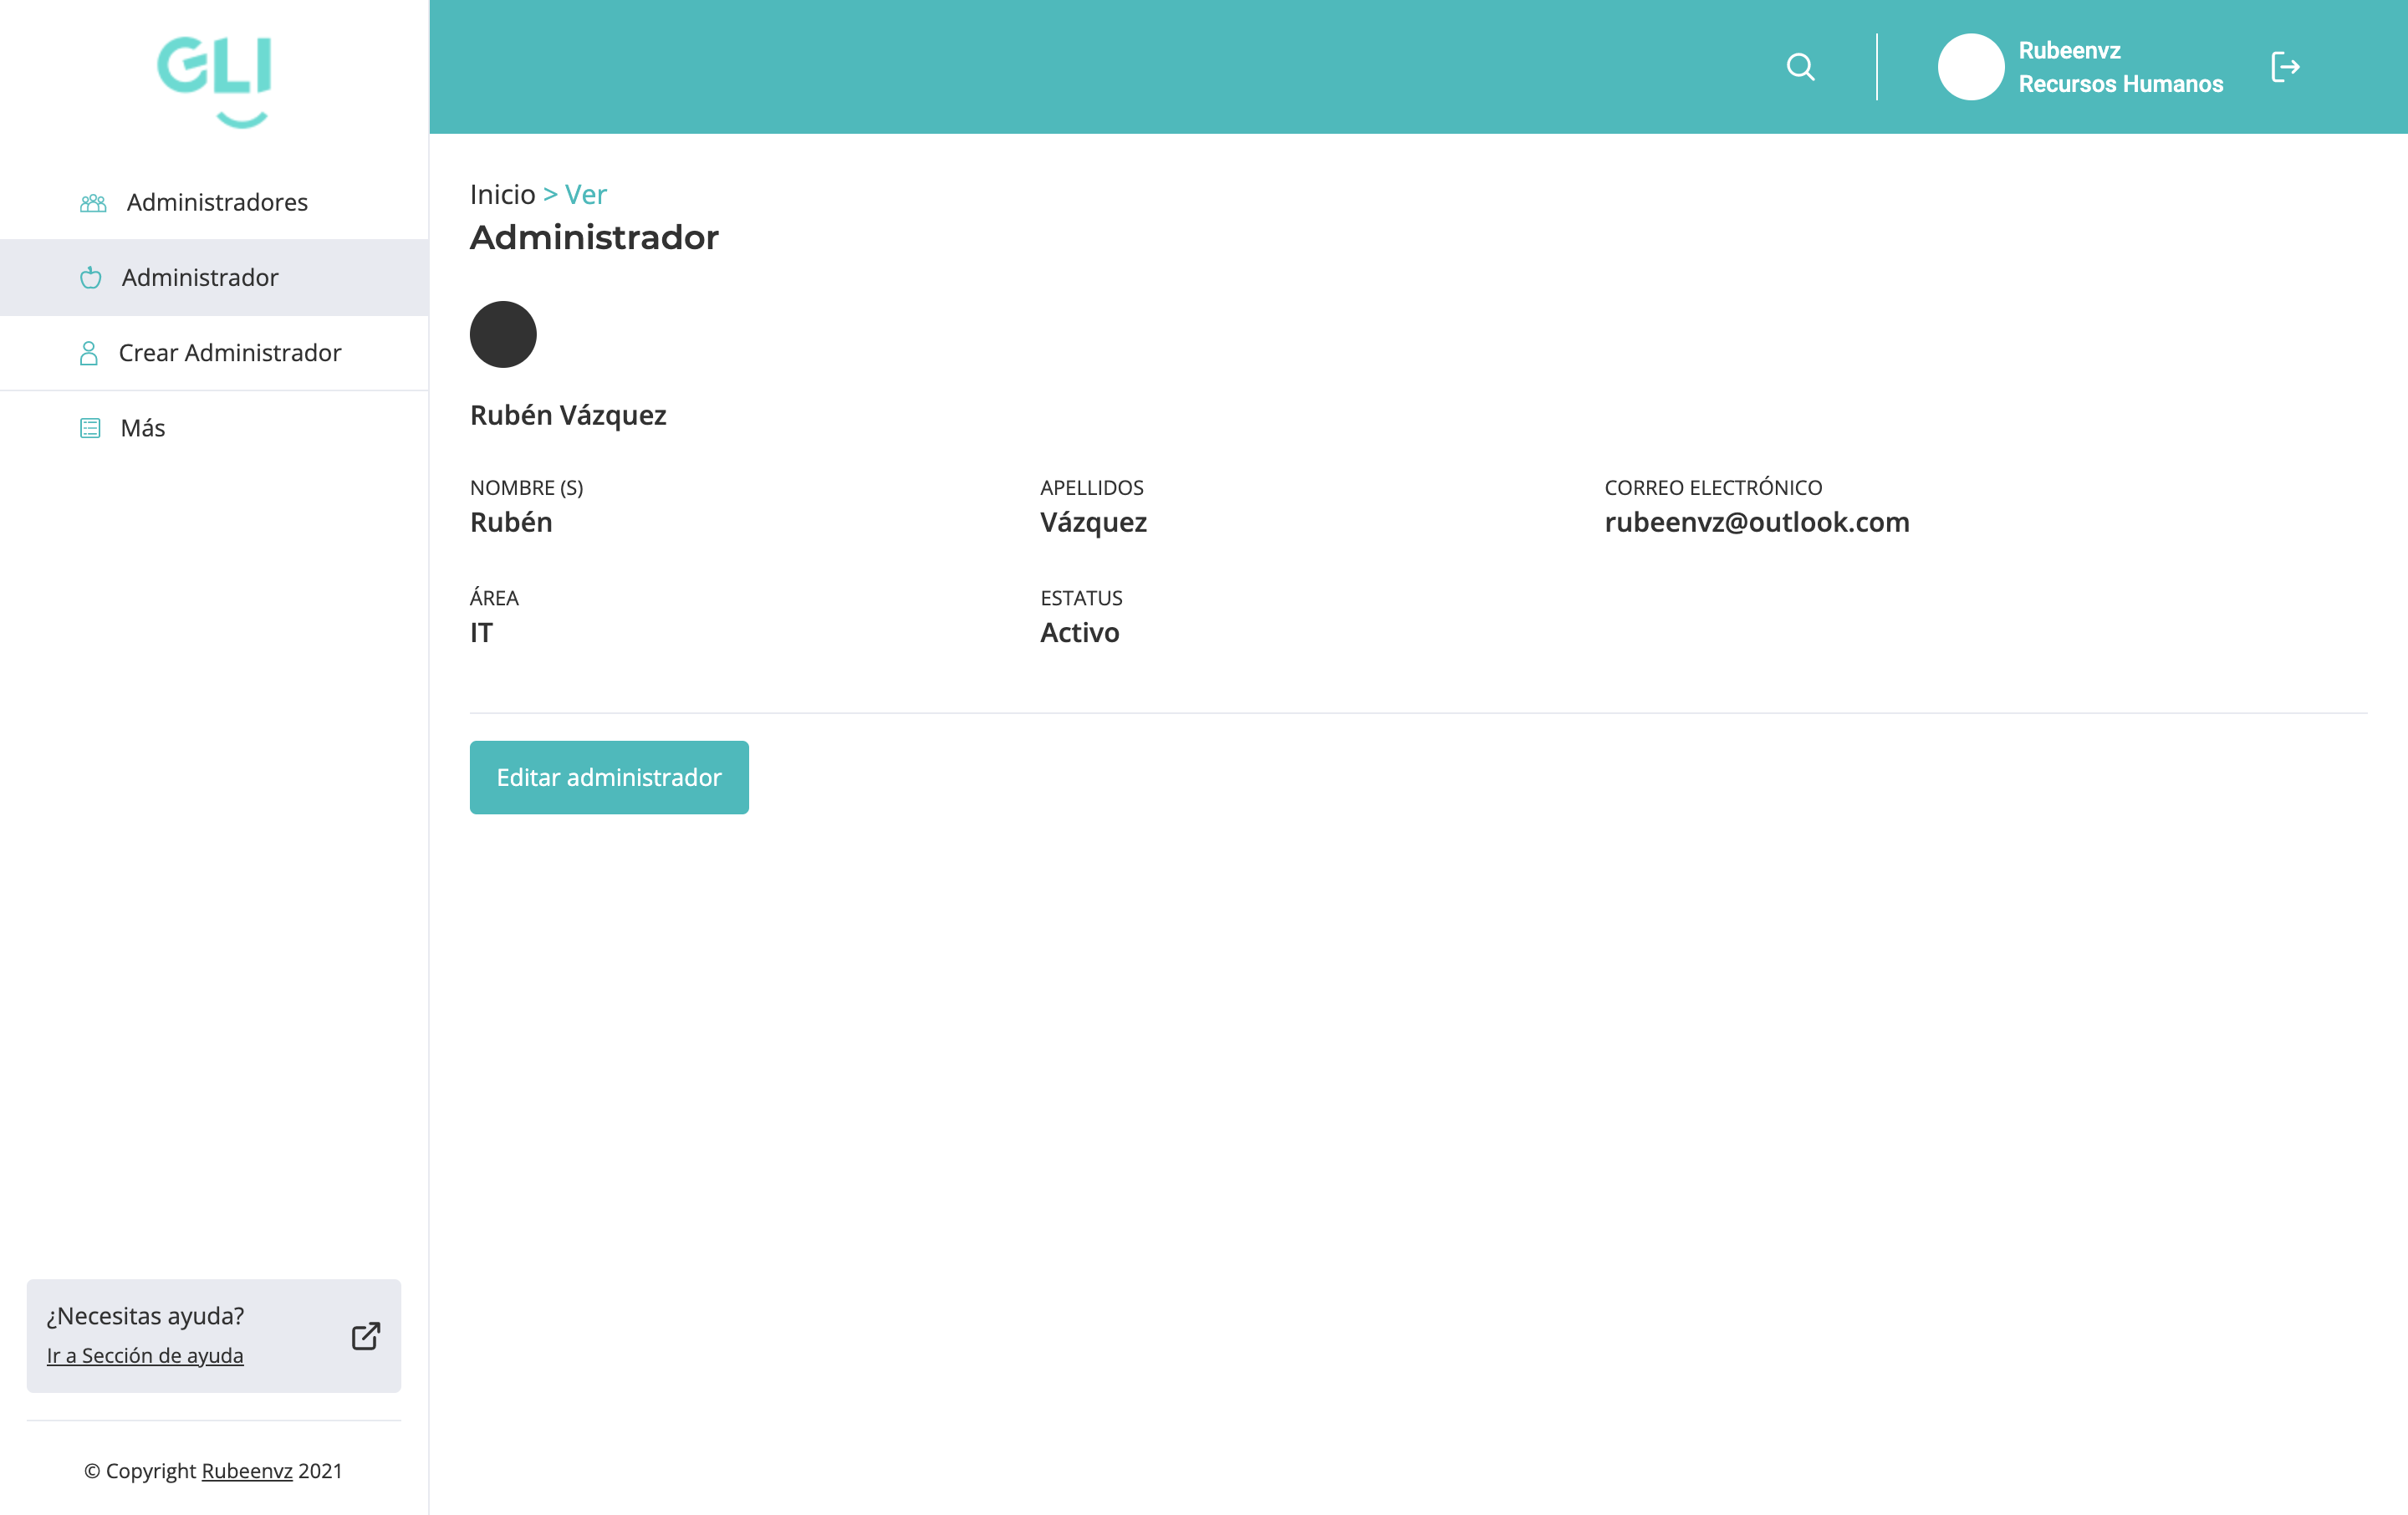 GLI
Rubeenvz
Recursos Humanos
Administradores
Administrador
Crear Administrador
Más
Inicio > Ver
Administrador
Rubén Vázquez
NOMBRE (S)
Rubén
APELLIDOS
Vázquez
CORREO ELECTRÓNICO
rubeenvz@outlook.com
ÁREA
IT
ESTATUS
Activo
Editar administrador
¿Necesitas ayuda?
Ir a Sección de ayuda
© Copyright Rubeenvz 2021